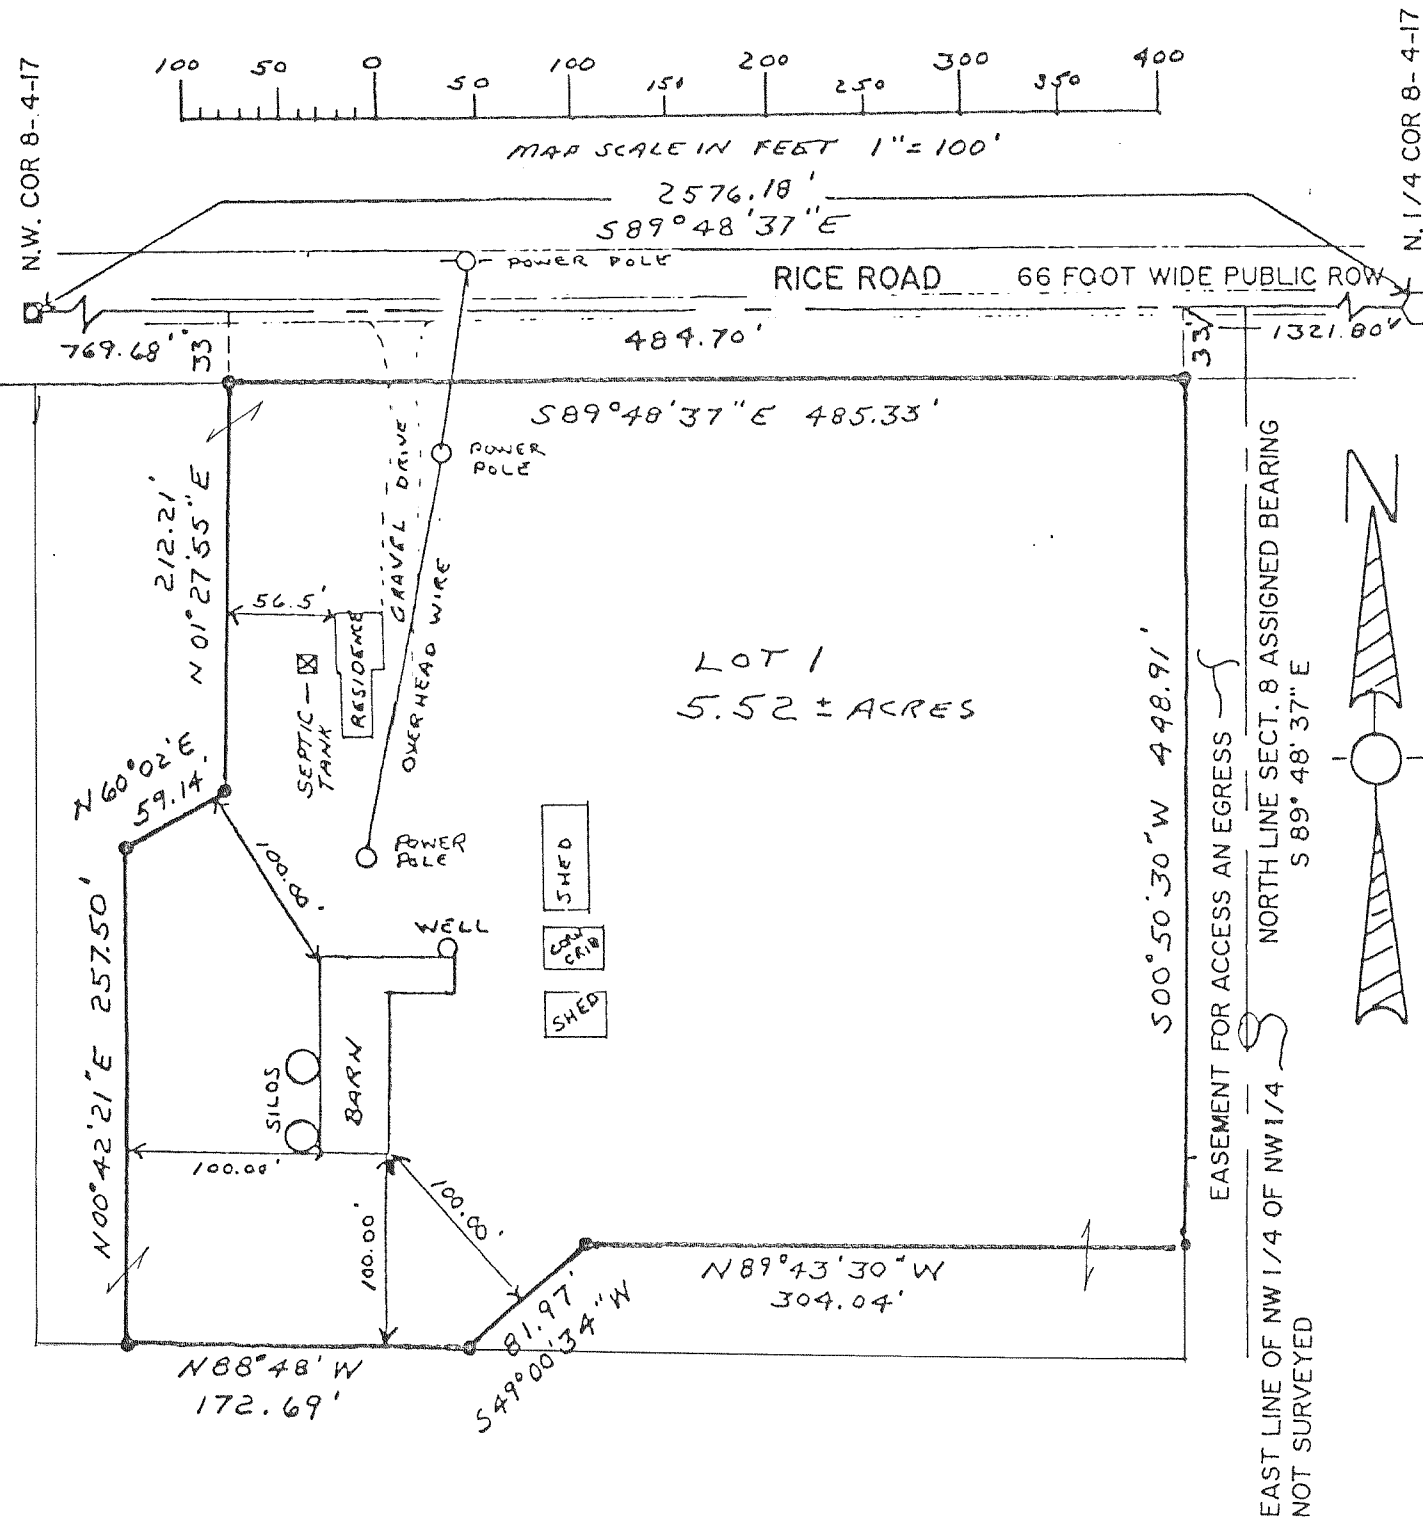 N.W. COR 8-4-17
N. 1/4 COR 8-4-17
100 50 0 50 100 150 200 250 300 350 400
MAP SCALE IN FEET 1"=100'
2576.18'
S89°48'37"E
POWER POLE
RICE ROAD 66 FOOT WIDE PUBLIC ROW
769.68'
33
484.70'
33'
1321.80'
S89°48'37"E 485.33'
212.21'
N01°27'55"E
GRAVEL DRIVE
POWER
POLE
56.5'
RESIDENCE
SEPTIC
TANK
OVERHEAD WIRE
LOT 1
5.52 ± ACRES
S00°50'30"W 448.91'
EASEMENT FOR ACCESS AN EGRESS
NORTH LINE SECT. 8 ASSIGNED BEARING
S 89° 48' 37" E
N
N60°02'E
59.14'
100.0'
POWER
POLE
SHED
WELL
CORN
CRIB
SHED
N00°42'21"E 257.50'
SILOS
BARN
100.00'
100.00'
100.0'
N89°43'30"W
304.04'
81.97'
S49°00'34"W
N88°48'W
172.69'
EAST LINE OF NW1/4 OF NW1/4
NOT SURVEYED